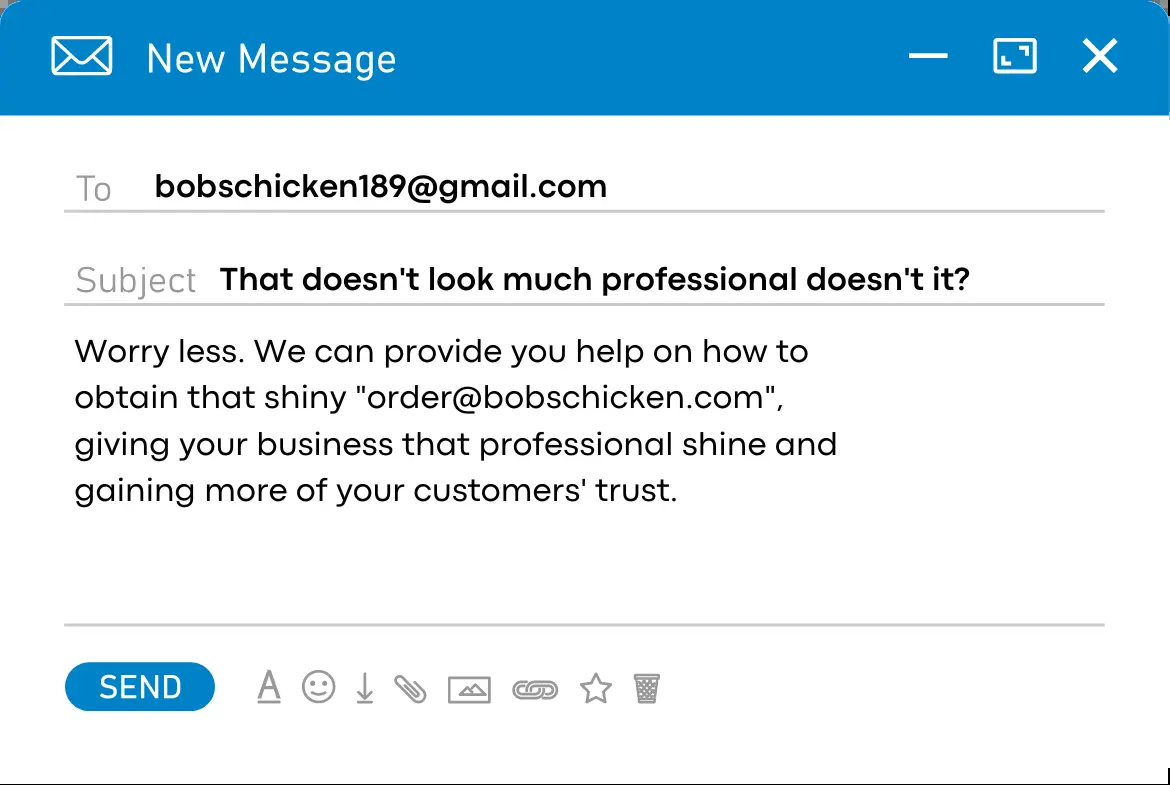 New Message
To bobschicken189@gmail.com
Subject That doesn't look much professional doesn't it?
Worry less. We can provide you help on how to
obtain that shiny "order@bobschicken.com",
giving your business that professional shine and
gaining more of your customers' trust.
SEND A